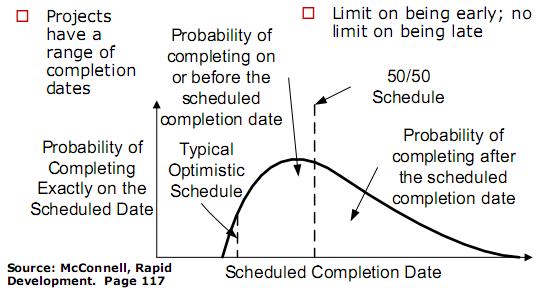 Projects
have a
range of
completion
dates
Probability of
completing on
or before the
scheduled
completion date
Limit on being early; no
limit on being late
50/50
Schedule
Probability of
Completing
Exactly on the
Scheduled Date
Typical
Optimistic
Schedule
Probability of
completing after
the scheduled
completion date
Source: McConnell, Rapid
Development.  Page 117
Scheduled Completion Date